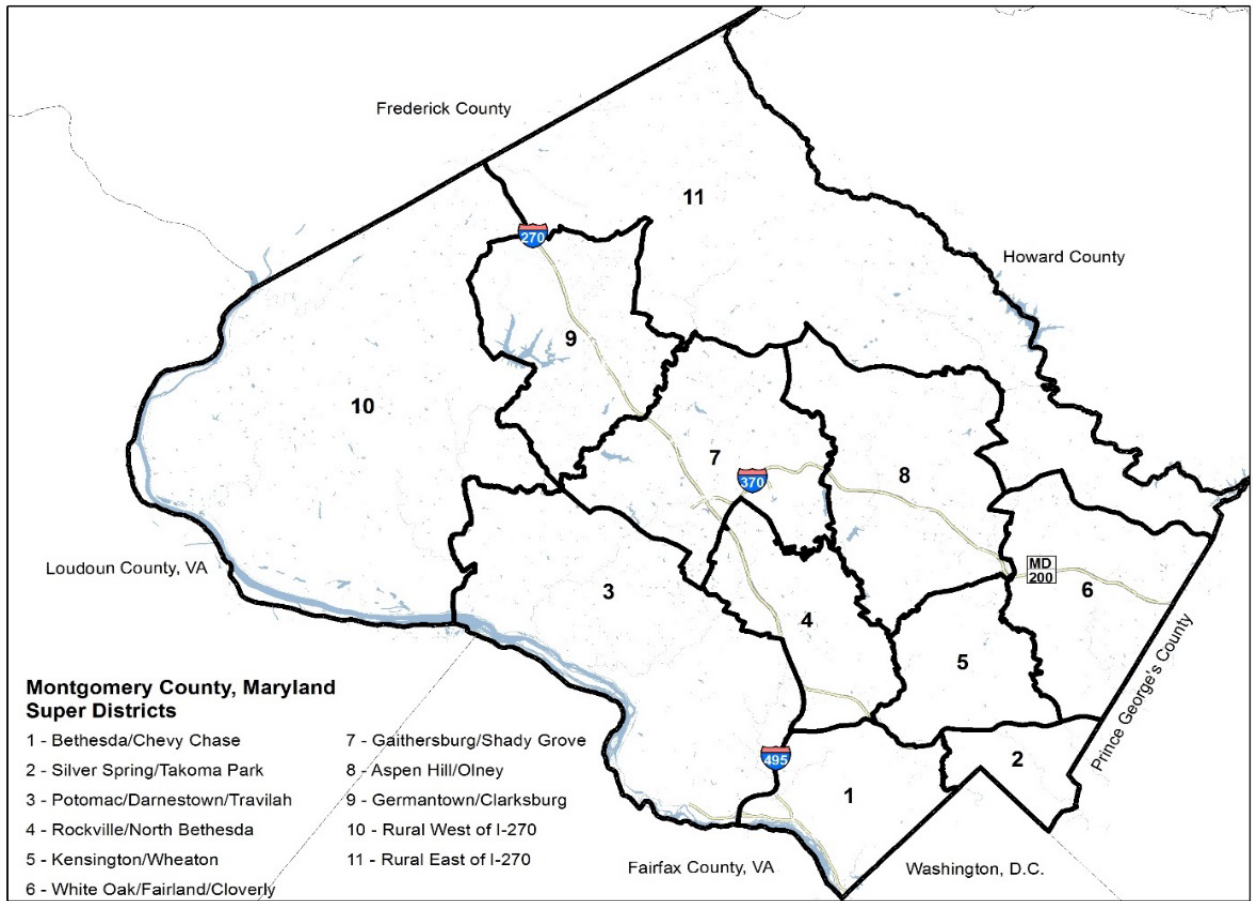 Frederick County
11
Howard County
270
9
10
7
370
8
Loudoun County, VA
MD
200
6
3
4
5
Prince George's County
495
2
1
Fairfax County, VA
Washington, D.C.
Montgomery County, Maryland
Super Districts
1 - Bethesda/Chevy Chase
2 - Silver Spring/Takoma Park
3 - Potomac/Darnestown/Travilah
4 - Rockville/North Bethesda
5 - Kensington/Wheaton
6 - White Oak/Fairland/Cloverly
7 - Gaithersburg/Shady Grove
8 - Aspen Hill/Olney
9 - Germantown/Clarksburg
10 - Rural West of I-270
11 - Rural East of I-270